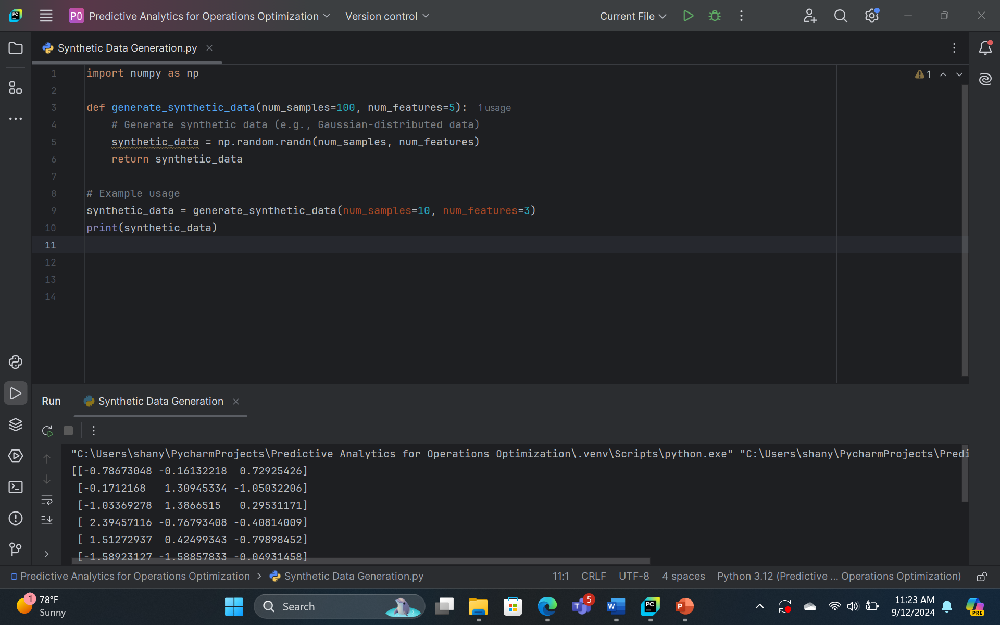 PC
PO Predictive Analytics for Operations Optimization Version control Current File
Synthetic Data Generation.py
1 import numpy as np 1
2
3 def generate_synthetic_data(num_samples=100, num_features=5): 1 usage
4 # Generate synthetic data (e.g., Gaussian-distributed data)
5 synthetic_data = np.random.randn(num_samples, num_features)
6 return synthetic_data
7
8 # Example usage
9 synthetic_data = generate_synthetic_data(num_samples=10, num_features=3)
10 print(synthetic_data)
11
12
13
14
Run Synthetic Data Generation
"C:\Users\shany\PycharmProjects\Predictive Analytics for Operations Optimization\.venv\Scripts\python.exe" "C:\Users\shany\PycharmProjects\Predi
[[-0.78673048 -0.16132218  0.72925426]
[-0.1712168   1.30945334 -1.05032206]
[-1.03369278  1.3866515   0.29531171]
[ 2.39457116 -0.76793408 -0.40814009]
[ 1.51272937  0.42499343 -0.79898452]
[-1.58923127 -1.58857833 -0.04931458]
Predictive Analytics for Operations Optimization > Synthetic Data Generation.py 11:1 CRLF UTF-8 4 spaces Python 3.12 (Predictive ... Operations Optimization)
1 78°F
Sunny
Search
T 5
W
PC
P
11:23 AM
9/12/2024
PRE